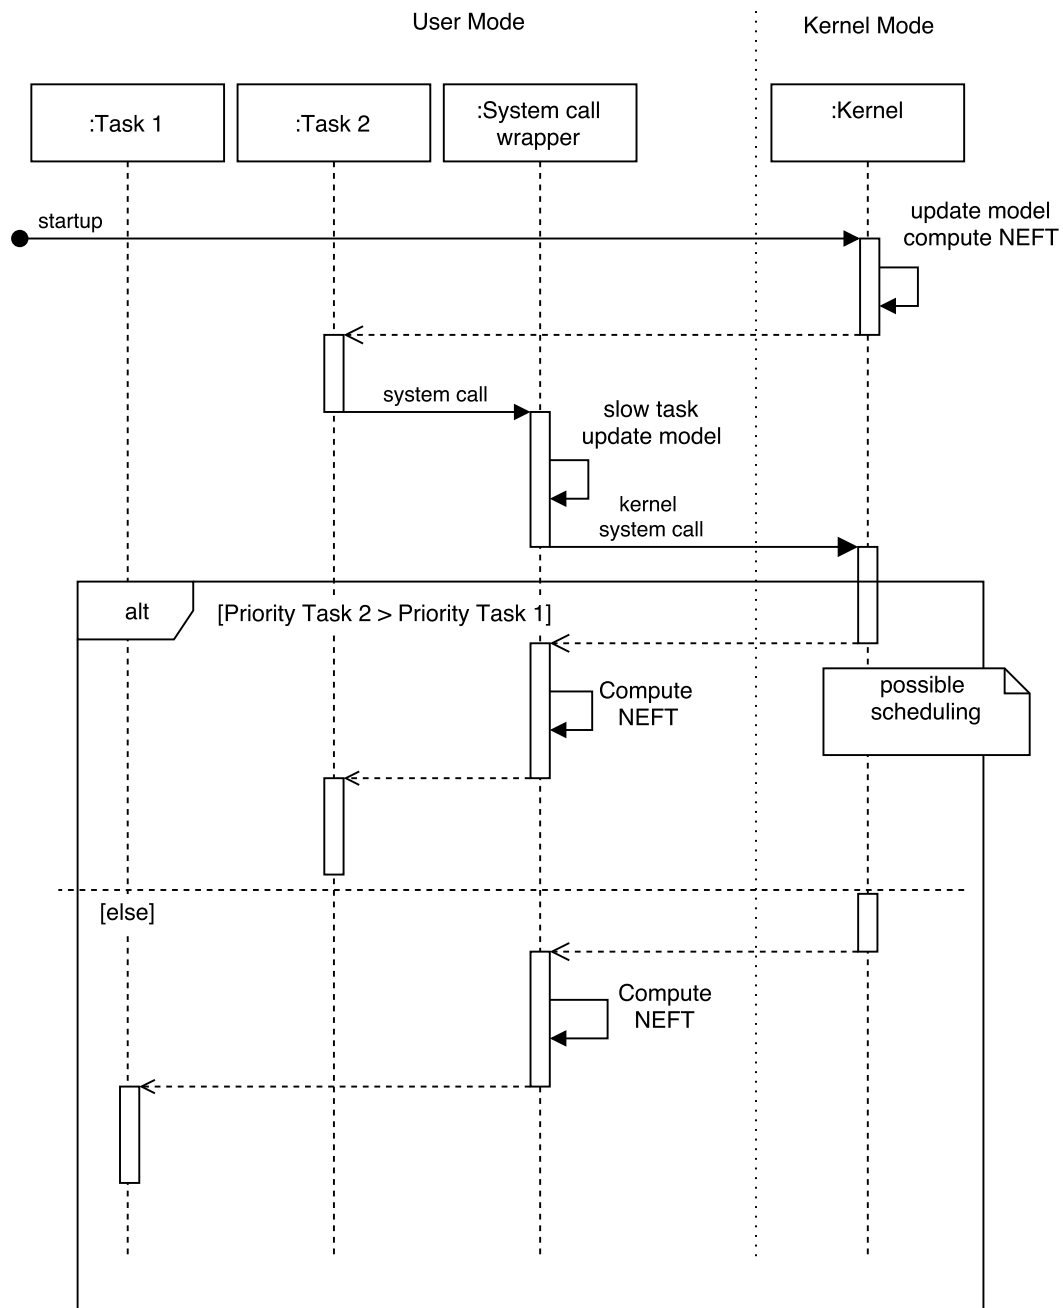 User Mode
Kernel Mode
:Task 1
:Task 2
:System call
wrapper
:Kernel
startup
update model
compute NEFT
system call
slow task
update model
kernel
system call
alt
[Priority Task 2 > Priority Task 1]
possible
scheduling
Compute
NEFT
[else]
Compute
NEFT